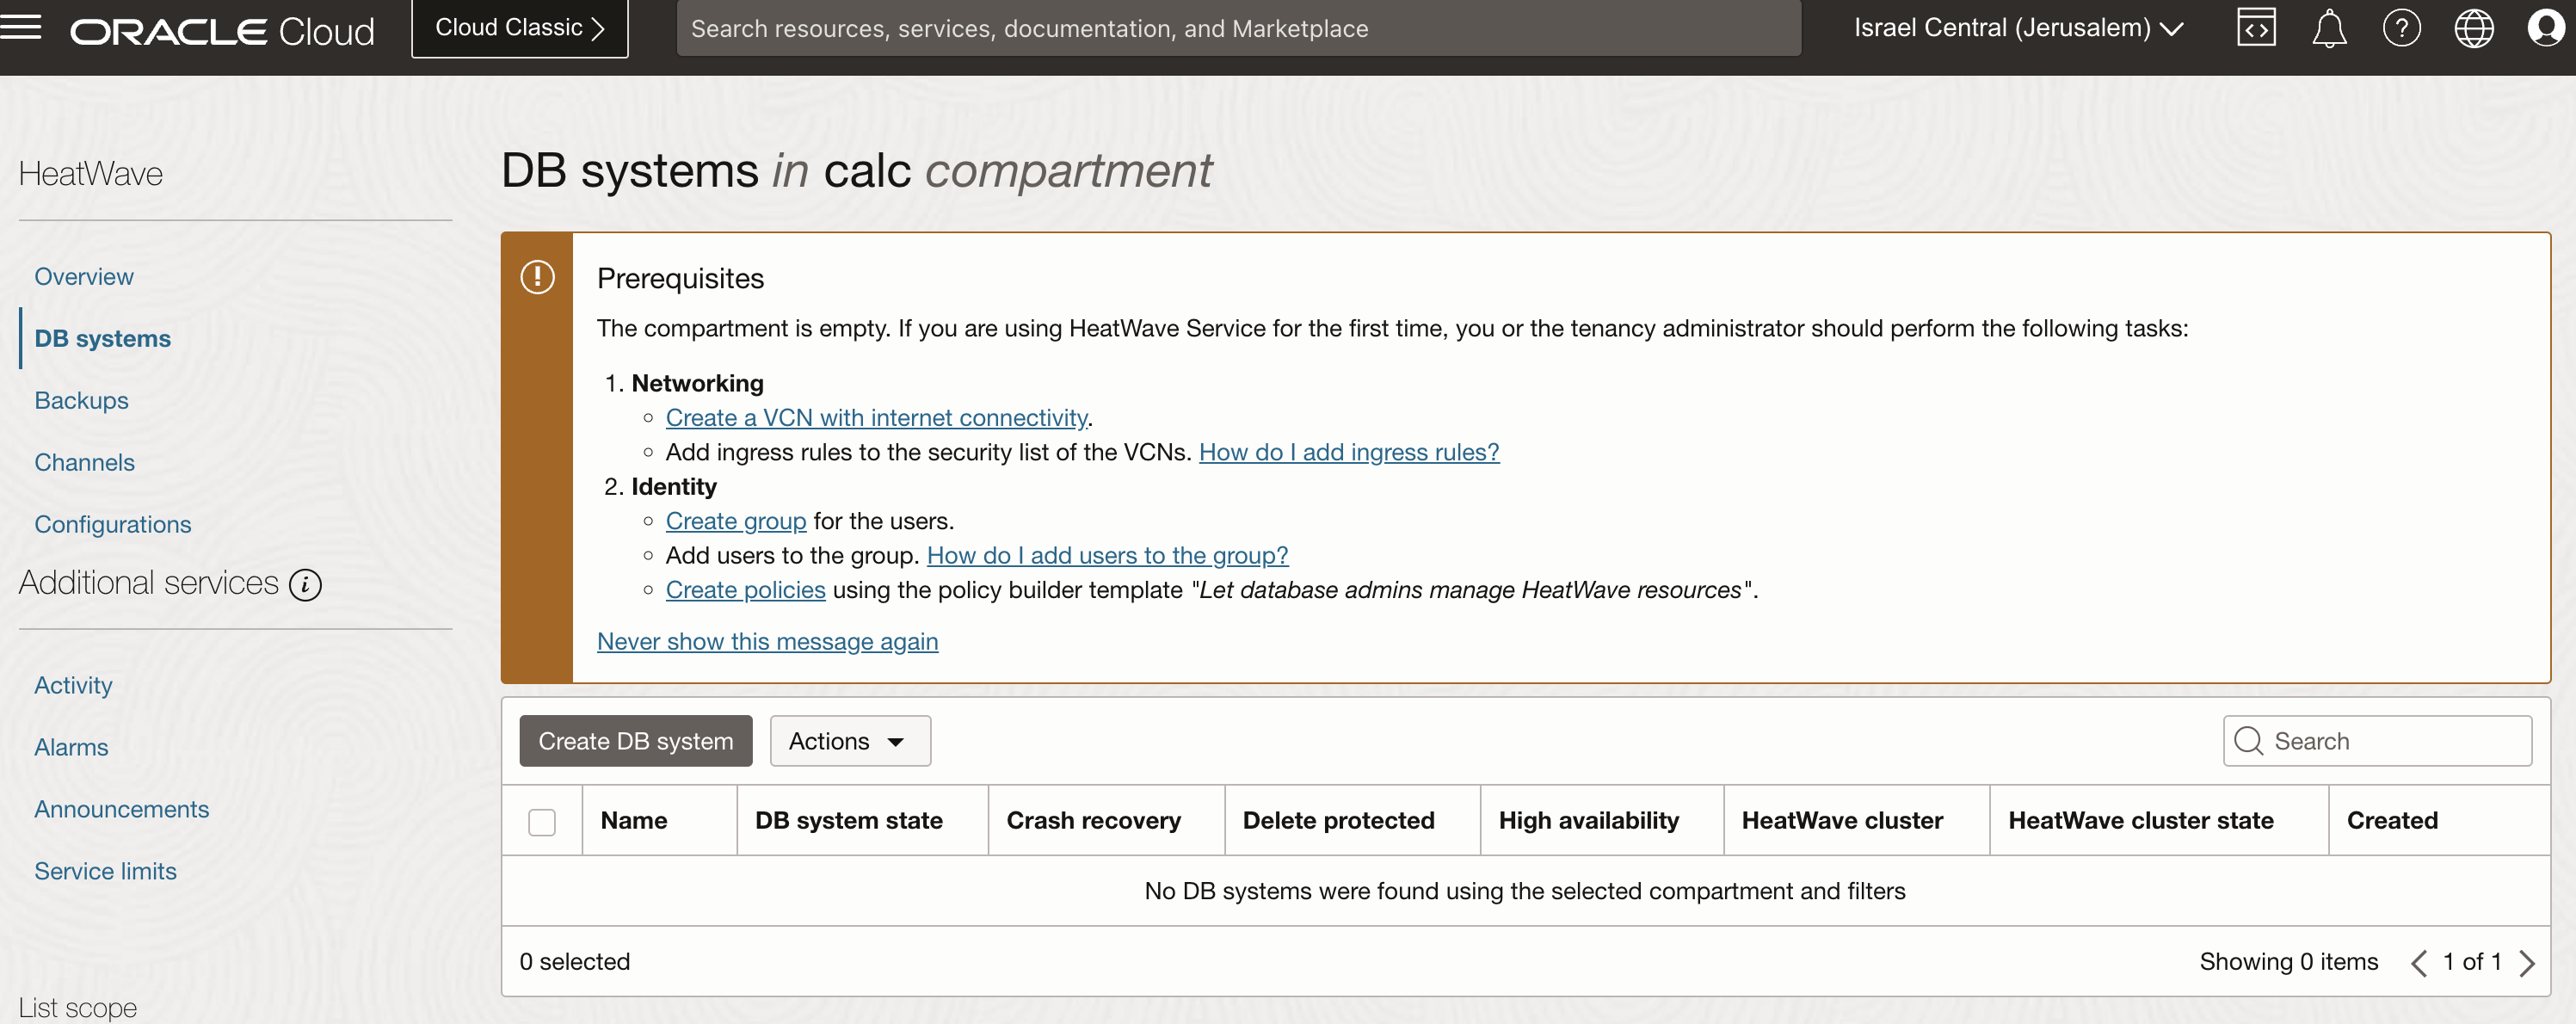 ORACLE Cloud
Cloud Classic
Search resources, services, documentation, and Marketplace
Israel Central (Jerusalem)
HeatWave
Overview
DB systems
Backups
Channels
Configurations
Additional services
Activity
Alarms
Announcements
Service limits
List scope
DB systems in calc compartment
Prerequisites
The compartment is empty. If you are using HeatWave Service for the first time, you or the tenancy administrator should perform the following tasks:
1. Networking
Create a VCN with internet connectivity.
Add ingress rules to the security list of the VCNs. How do I add ingress rules?
2. Identity
Create group for the users.
Add users to the group. How do I add users to the group?
Create policies using the policy builder template "Let database admins manage HeatWave resources".
Never show this message again
Create DB system
Actions
Search
Name
DB system state
Crash recovery
Delete protected
High availability
HeatWave cluster
HeatWave cluster state
Created
No DB systems were found using the selected compartment and filters
0 selected
Showing 0 items
1 of 1